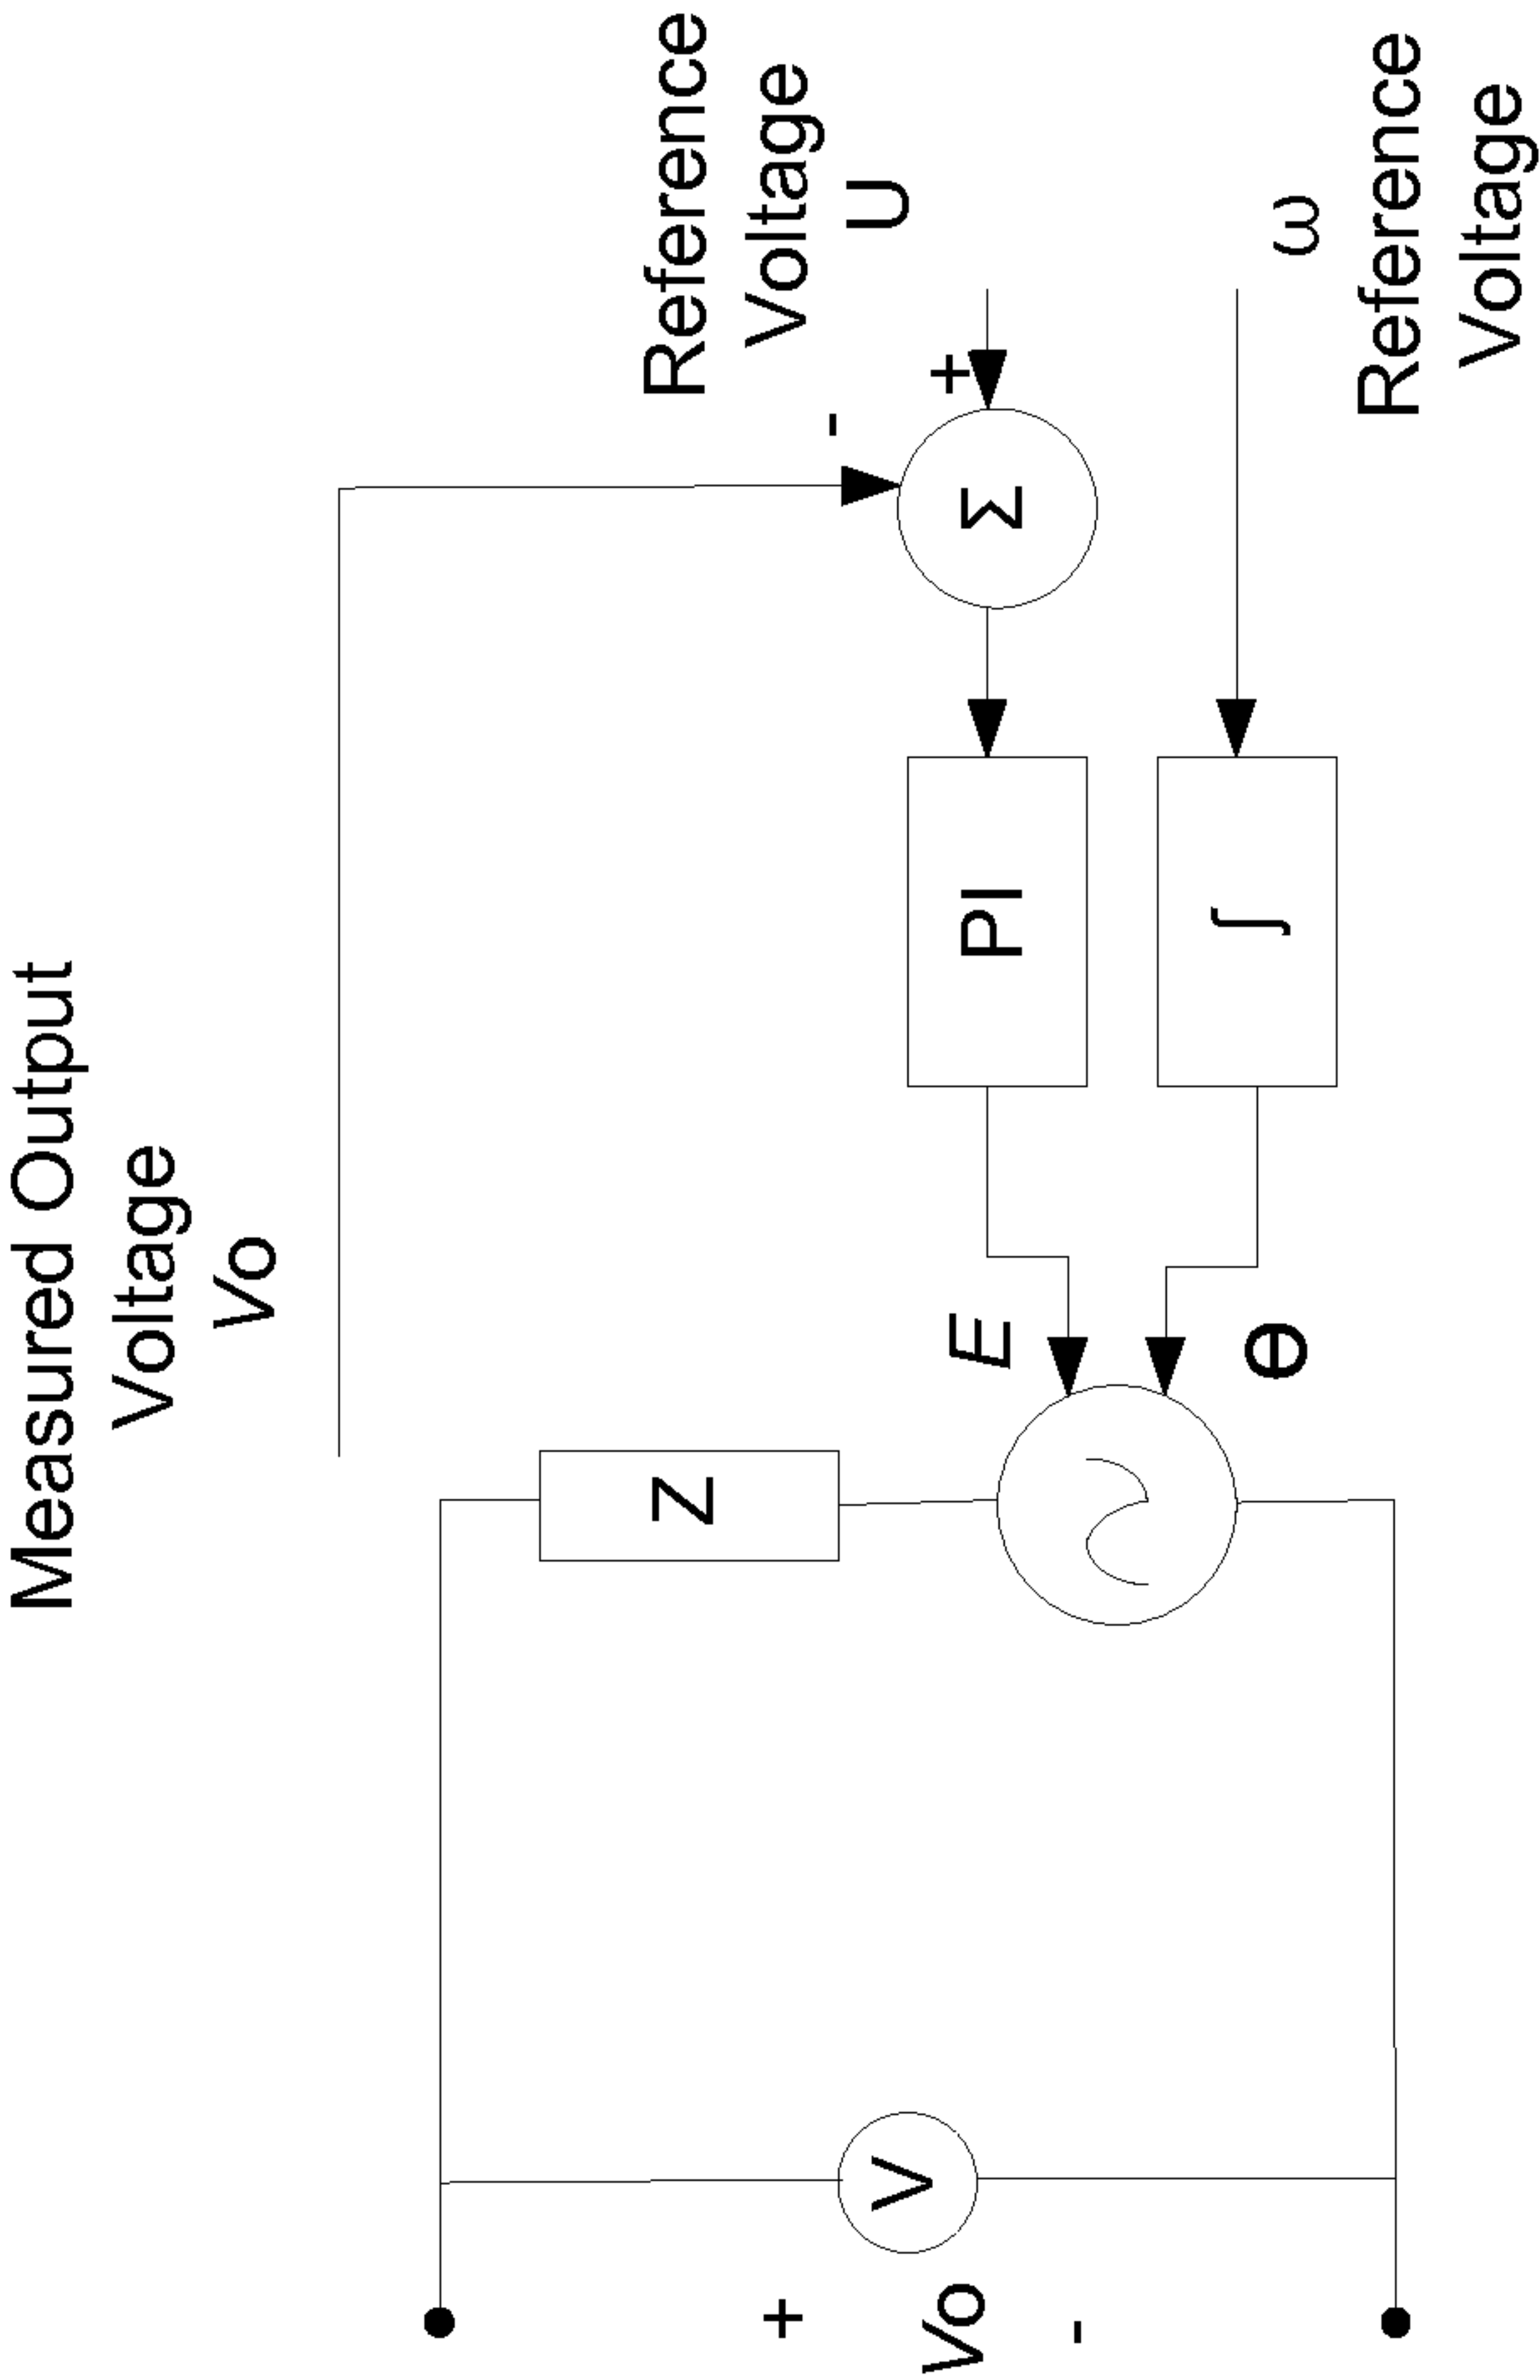 Measured Output
Voltage
Vo
Z
Reference
Voltage
U
-
+
+
Vo
-
V
E
PI
Σ
Θ
∫
ω
Reference
Voltage